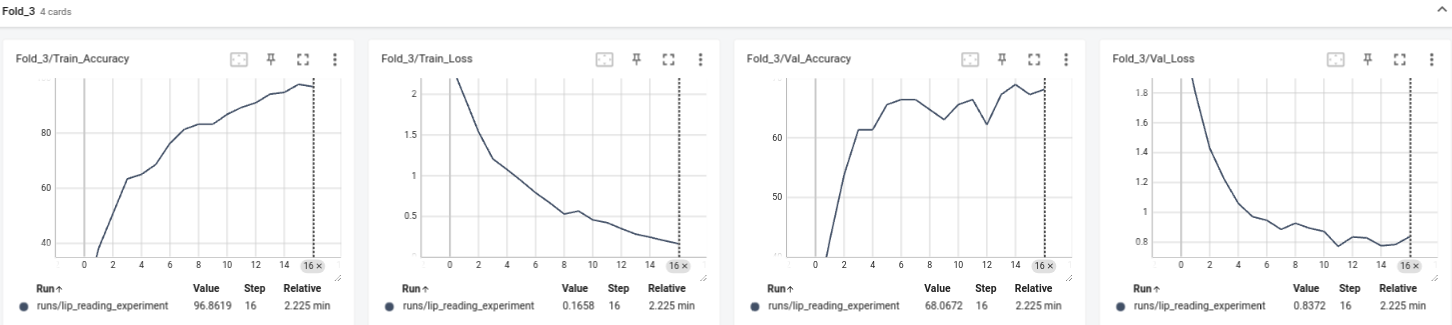 Fold_3 4 cards
Fold_3/Train_Accuracy
80
60
40
0 2 4 6 8 10 12 14 16 ×
Run↑ Value Step Relative
runs/lip_reading_experiment 96.8619 16 2.225 min
Fold_3/Train_Loss
2
1.5
1
0.5
0 2 4 6 8 10 12 14 16 ×
Run↑ Value Step Relative
runs/lip_reading_experiment 0.1658 16 2.225 min
Fold_3/Val_Accuracy
60
50
0 2 4 6 8 10 12 14 16 ×
Run↑ Value Step Relative
runs/lip_reading_experiment 68.0672 16 2.225 min
Fold_3/Val_Loss
1.8
1.6
1.4
1.2
1
0.8
0 2 4 6 8 10 12 14 16 ×
Run↑ Value Step Relative
runs/lip_reading_experiment 0.8372 16 2.225 min